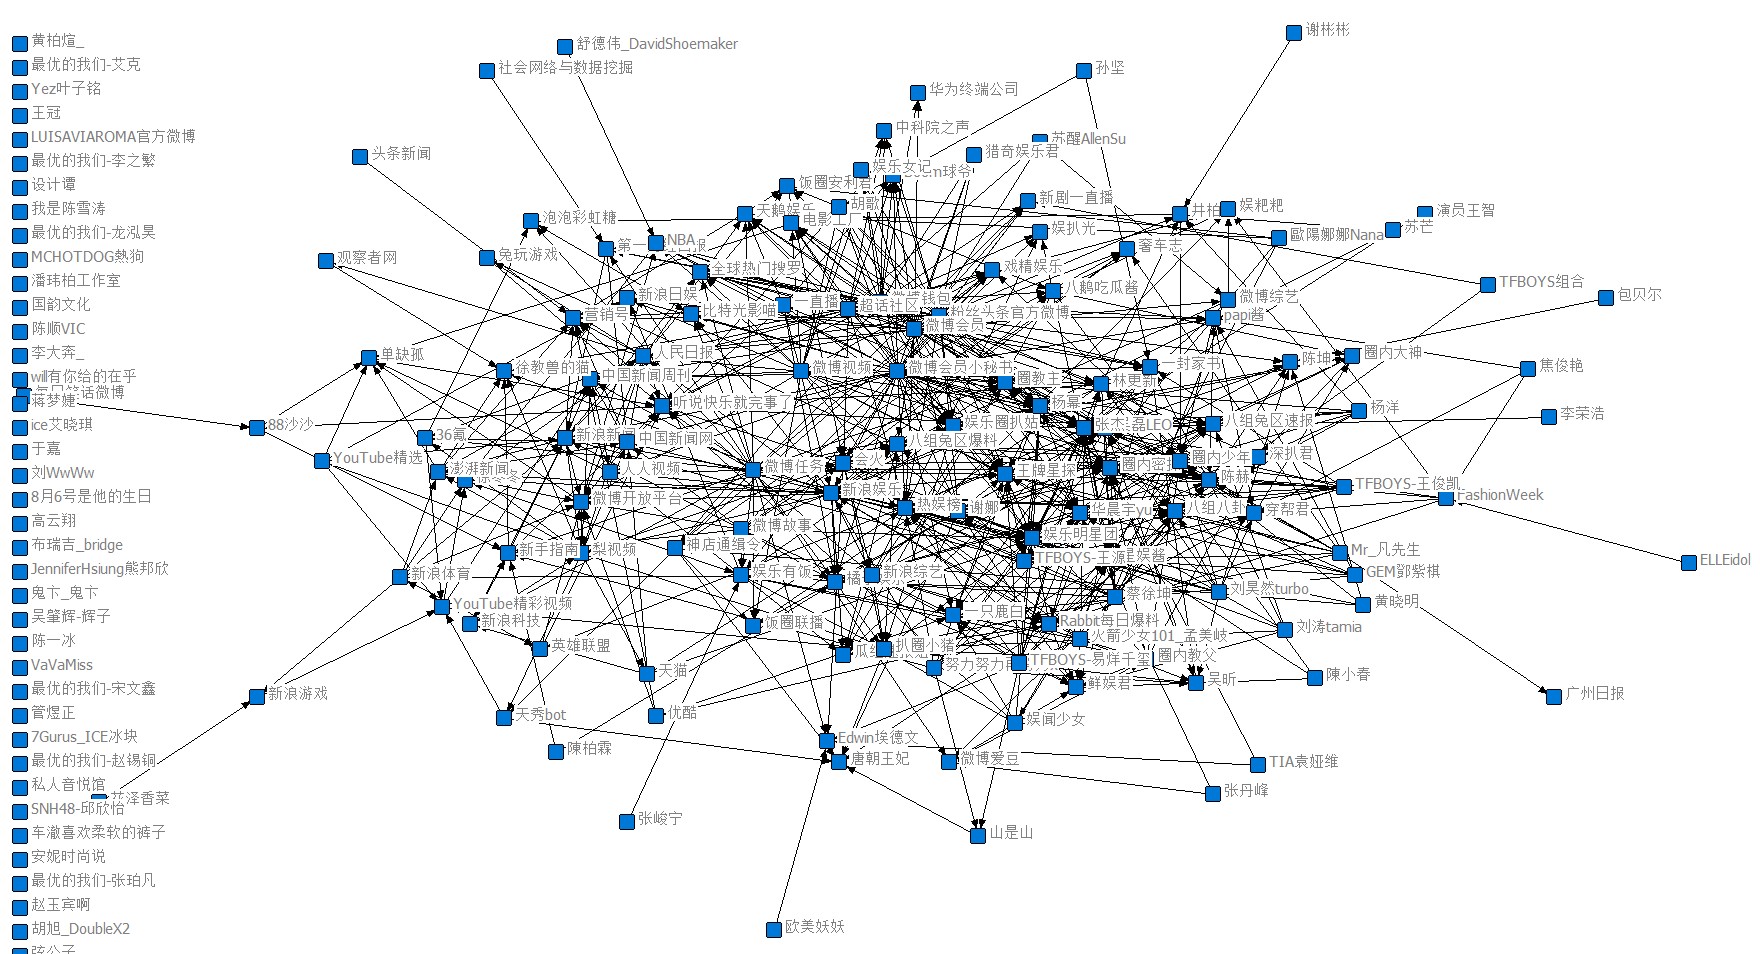 黄柏煊_
最优的我们-艾克
Yez叶子铭
王冠
LUISAVIAROMA官方微博
最优的我们-李之繁
设计谭
我是陈雪涛
最优的我们-龙泓昊
MCHOTDOG熱狗
潘玮柏工作室
国韵文化
陈顺VIC
李大奔_
will有你给的在乎
蒋梦婕
ice艾晓琪
于嘉
刘WwWw
8月6号是他的生日
高云翔
布瑞吉_bridge
JenniferHsiung熊邦欣
鬼卞_鬼卞
吴肇辉-辉子
陈一冰
VaVaMiss
最优的我们-宋文鑫
管煜正
7Gurus_ICE冰块
最优的我们-赵锡铜
私人音悦馆
SNH48-邱欣怡
车澈喜欢柔软的裤子
安妮时尚说
最优的我们-张珀凡
赵玉宾啊
胡旭_DoubleX2
谢彬彬
舒德伟_DavidShoemaker
社会网络与数据挖掘
孙坚
华为终端公司
中科院之声
苏醒AllenSu
头条新闻
猎奇娱乐君
娱乐女记
饭圈安利君
新剧一直播
胡歌
天鹅娱乐
电影工厂
井柏
娱粑粑
演员王智
泡泡彩虹糖
娱扒光
苏芒
歐陽娜娜Nana
NBA
奢车志
观察者网
兔玩游戏
全球热门搜罗
戏精娱乐
TFBOYS组合
八鹅吃瓜酱
包贝尔
新浪日娱
一直播
超话社区
微博钱包
微博综艺
营销号
比特光影喵
粉丝头条官方微博
papi酱
微博会员
单缺孤
人民日报
陈坤
圈内大神
徐教兽的猫
中国新闻周刊
微博视频
微博会员小秘书
一封家书
焦俊艳
圈教主
林更新
听说快乐就完事了
杨幂
杨洋
李荣浩
88沙沙
娱乐圈扒姑
张杰
磊LEO
八组兔区速报
36氪
新浪新闻
中国新闻网
八组兔区爆料
YouTube精选
澎湃新闻
人人视频
微博任务
王牌星探
圈内少年
深扒君
陈赫
TFBOYS-王俊凯
FashionWeek
新浪娱乐
微博开放平台
热娱榜
谢娜
华晨宇yu
八组八卦
穿帮君
微博故事
娱乐明星团
新手指南
梨视频
神店通缉令
TFBOYS-王源
Mr_凡先生
ELLEidol
新浪体育
娱乐有饭
新浪综艺
GEM鄧紫棋
刘昊然turbo
YouTube精彩视频
蔡徐坤
黄晓明
新浪科技
饭圈联播
一只鹿白
Rabbit每日爆料
火箭少女101_孟美岐
刘涛tamia
英雄联盟
扒圈小猪
圈内教父
TFBOYS-易烊千玺
天猫
陳小春
鲜娱君
吴昕
新浪游戏
广州日报
天秀bot
优酷
娱闻少女
Edwin埃德文
陳柏霖
唐朝王妃
微博爱豆
TIA袁娅维
张丹峰
张峻宁
山是山
欧美妖妖